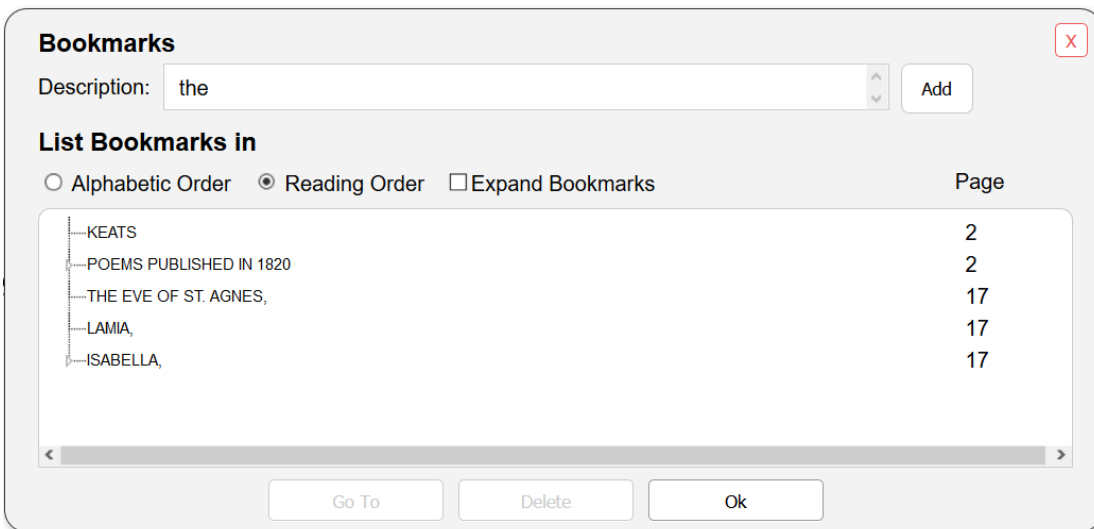 Bookmarks X
Description: the Add
List Bookmarks in
Alphabetic Order Reading Order Expand Bookmarks Page
KEATS 2
POEMS PUBLISHED IN 1820 2
THE EVE OF ST. AGNES, 17
LAMIA, 17
ISABELLA, 17
Go To Delete Ok